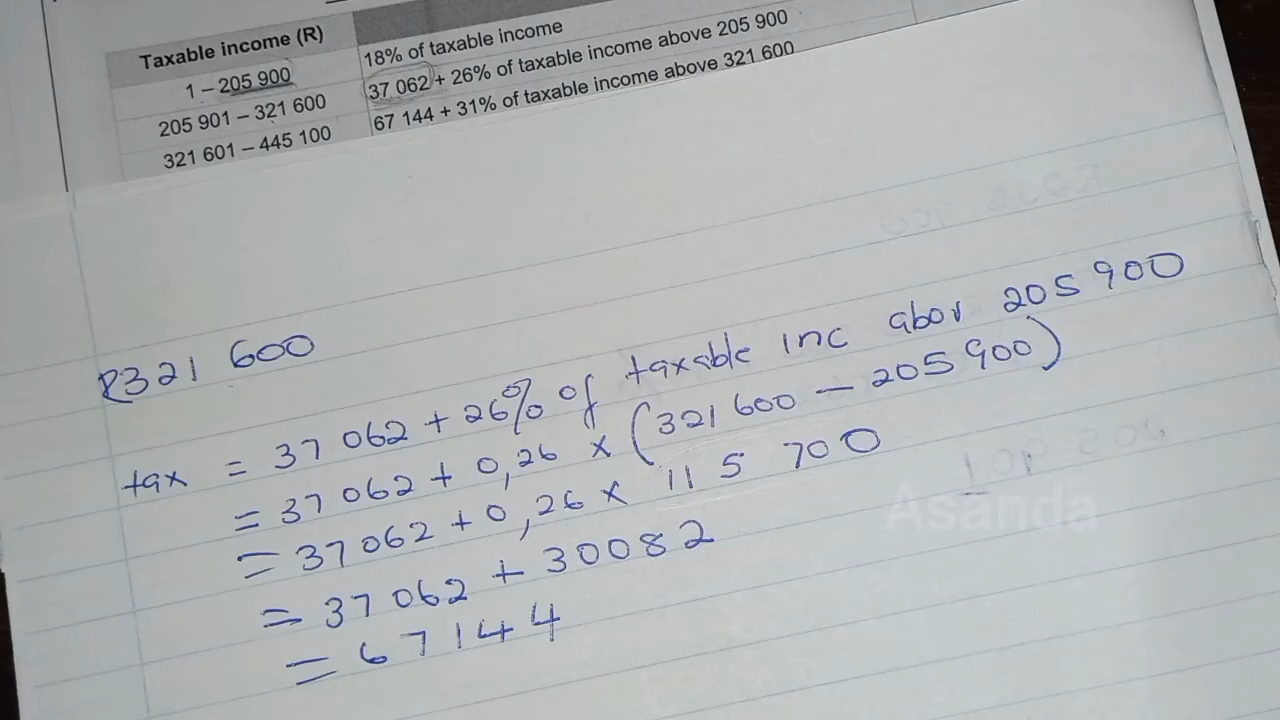 Taxable income (R)
1 – 205 900 18% of taxable income
205 901 – 321 600 37 062 + 26% of taxable income above 205 900
321 601 – 445 100 67 144 + 31% of taxable income above 321 600
R321 600
tax = 37 062 + 26% of taxable inc abov 205 900
= 37 062 + 0,26 × (321 600 – 205 900)
= 37 062 + 0,26 × 115 700
= 37 062 + 30082
= 67144
Asanda